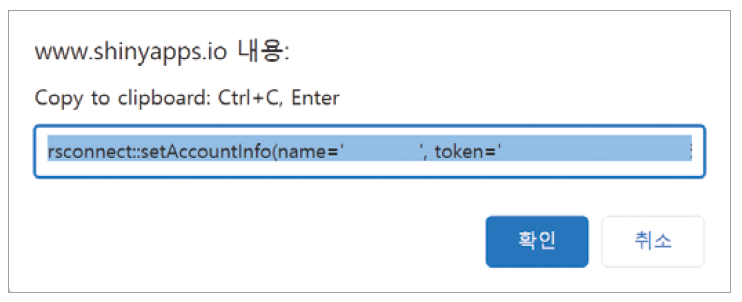 www.shinyapps.io 내용:
Copy to clipboard: Ctrl+C, Enter
rsconnect::setAccountInfo(name='            ', token='
확인
취소